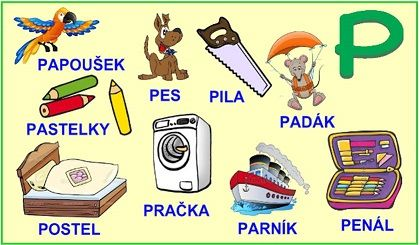 P
PAPOUŠEK
PES
PILA
PADÁK
PASTELKY
POSTEL
PRAČKA
PARNÍK
PENÁL